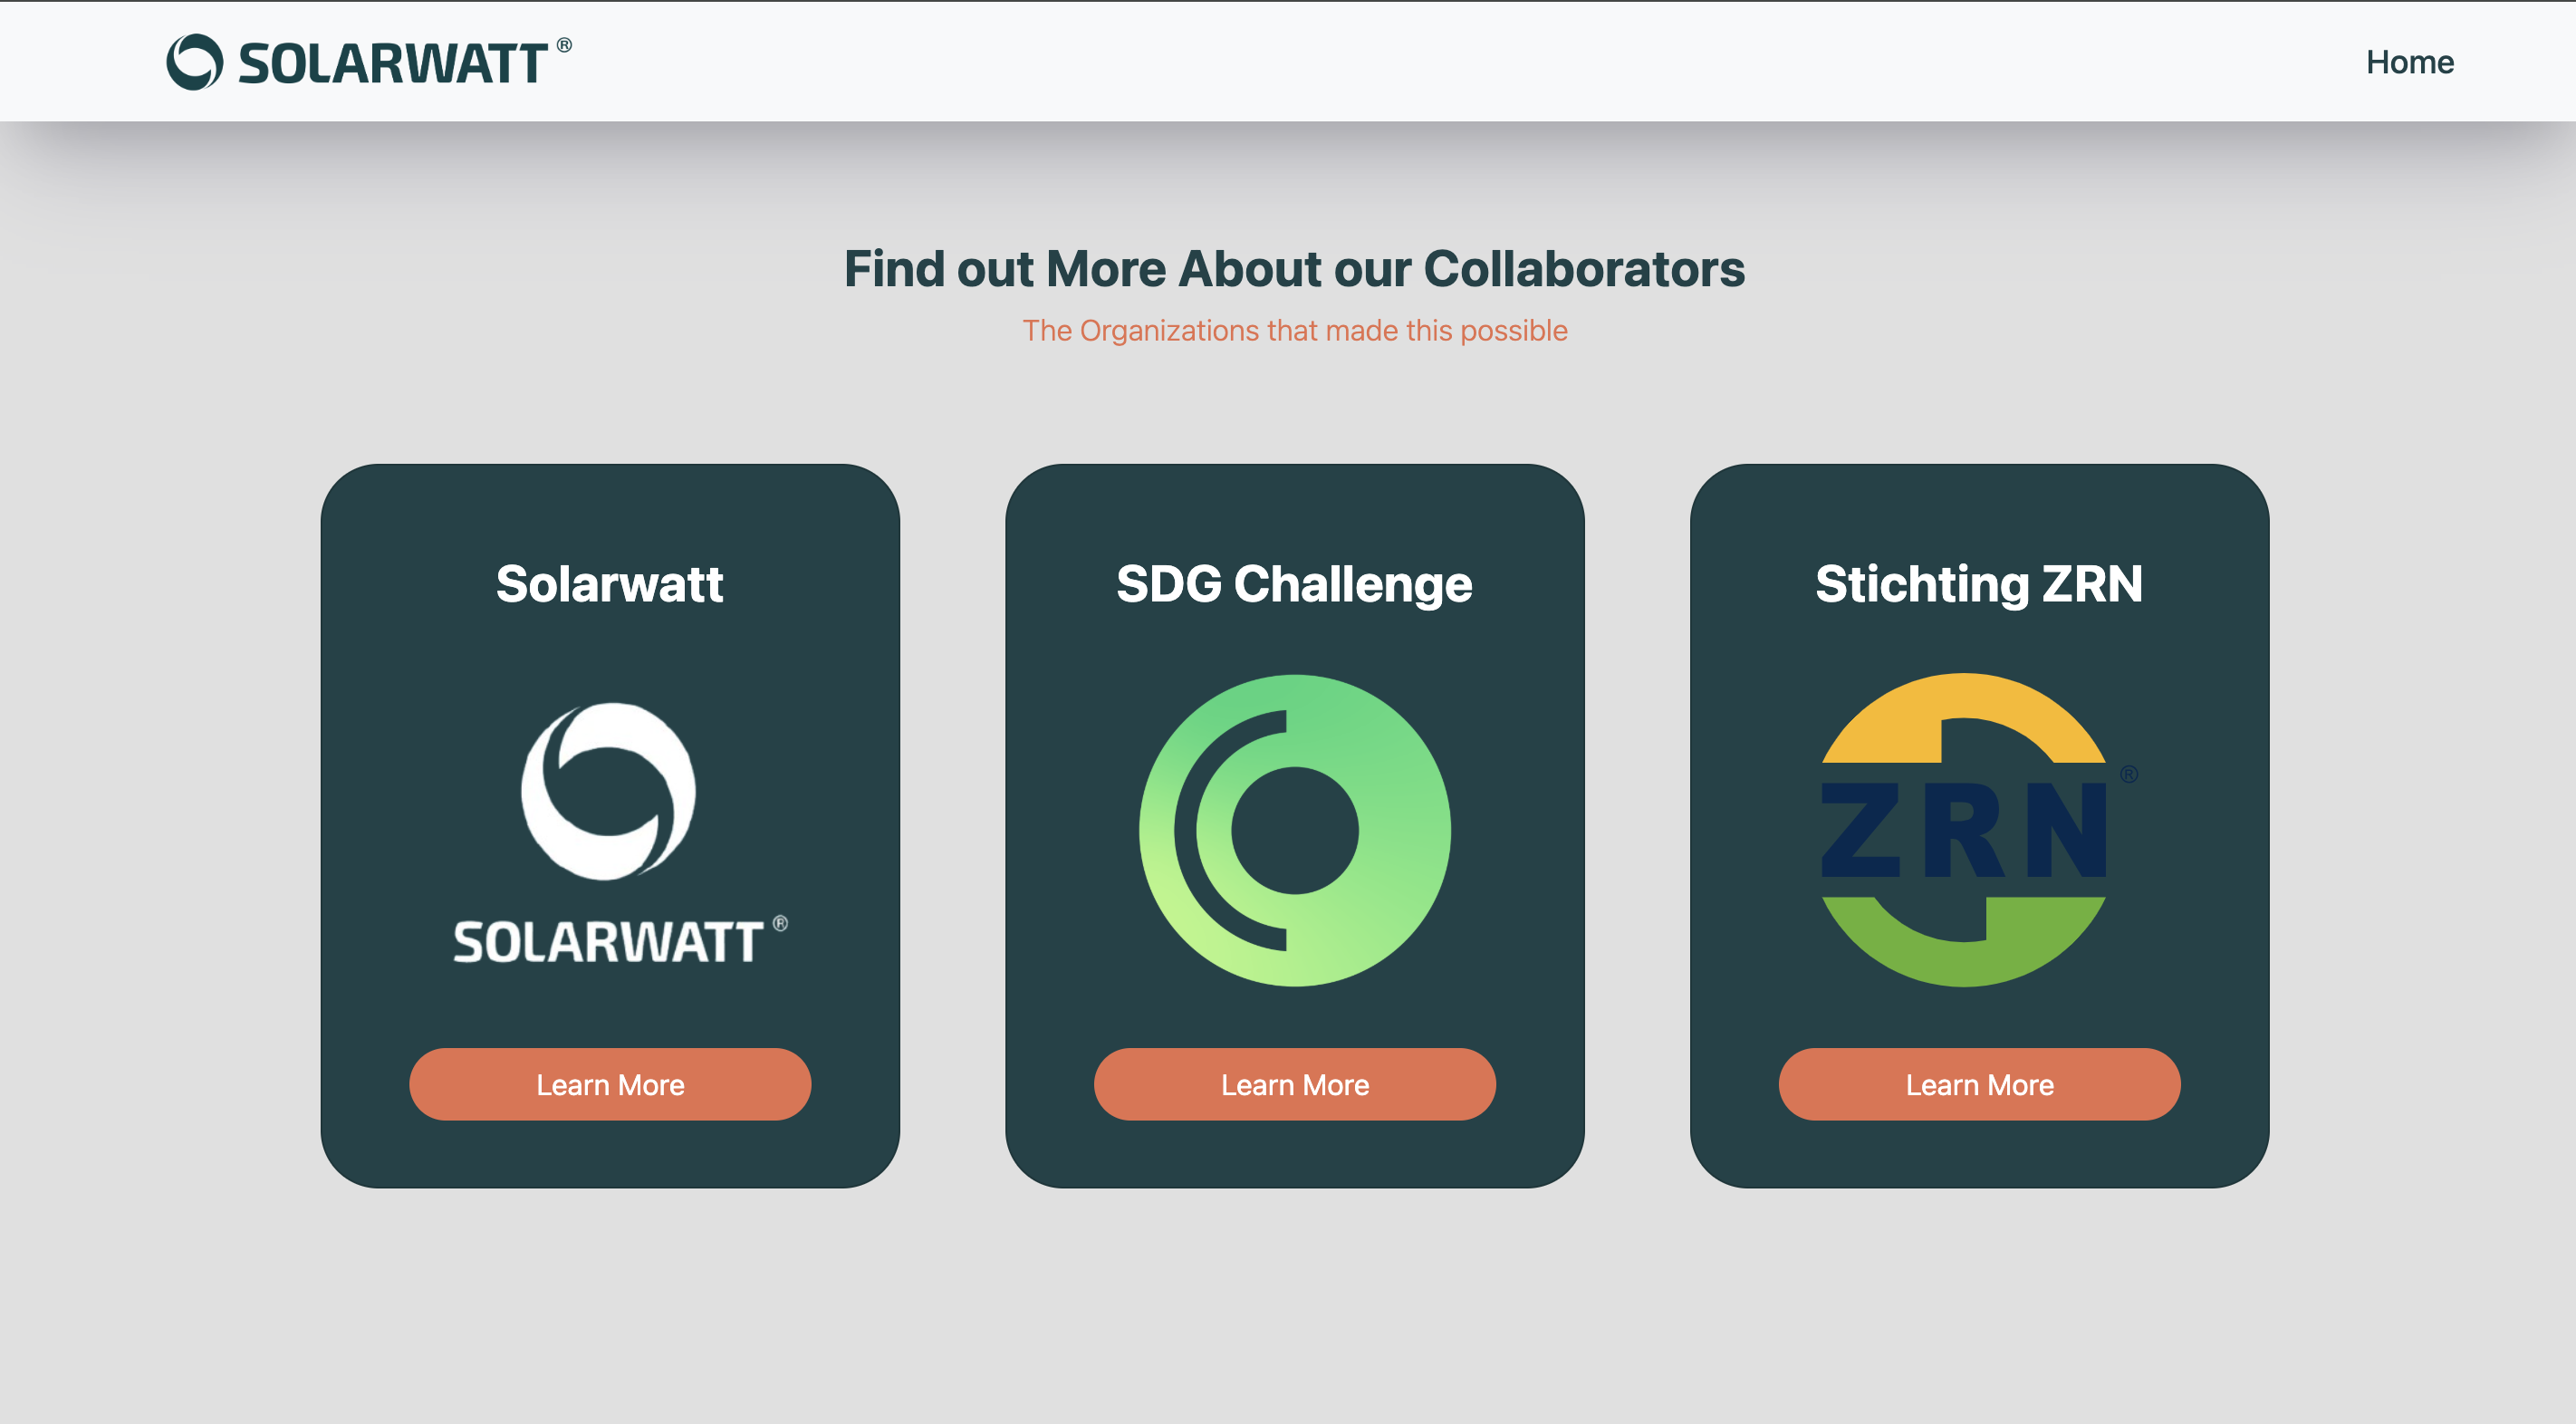 SOLARWATT ®
Home
Find out More About our Collaborators
The Organizations that made this possible
Solarwatt
SOLARWATT ®
Learn More
SDG Challenge
Learn More
Stichting ZRN
ZRN ®
Learn More